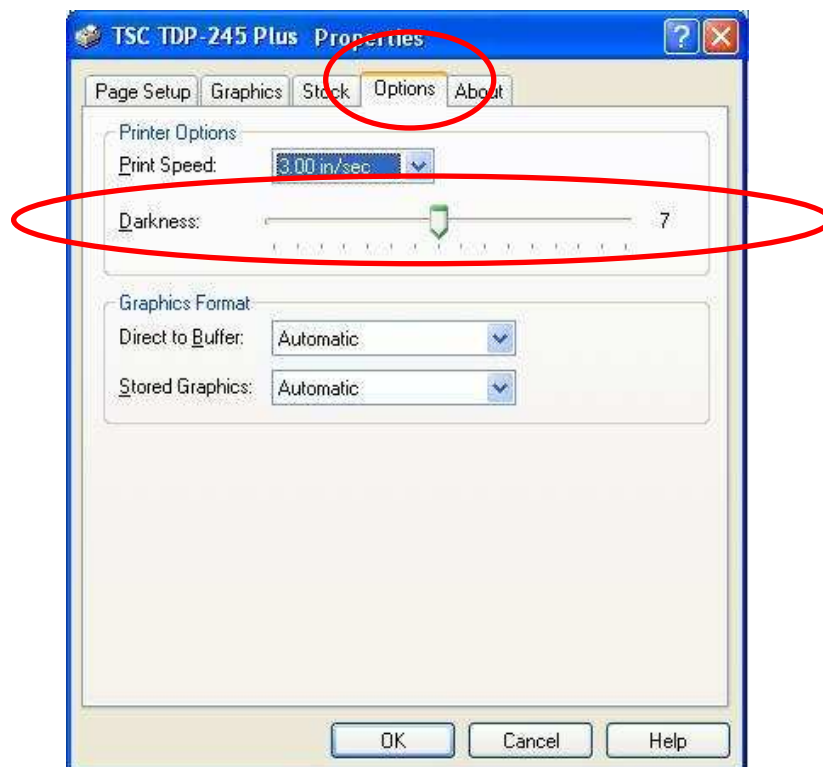 TSC TDP-245 Plus Properties
Page Setup Graphics Stock Options About
Printer Options
Print Speed: 3.00 in/sec
Darkness: 7
Graphics Format
Direct to Buffer: Automatic
Stored Graphics: Automatic
OK Cancel Help